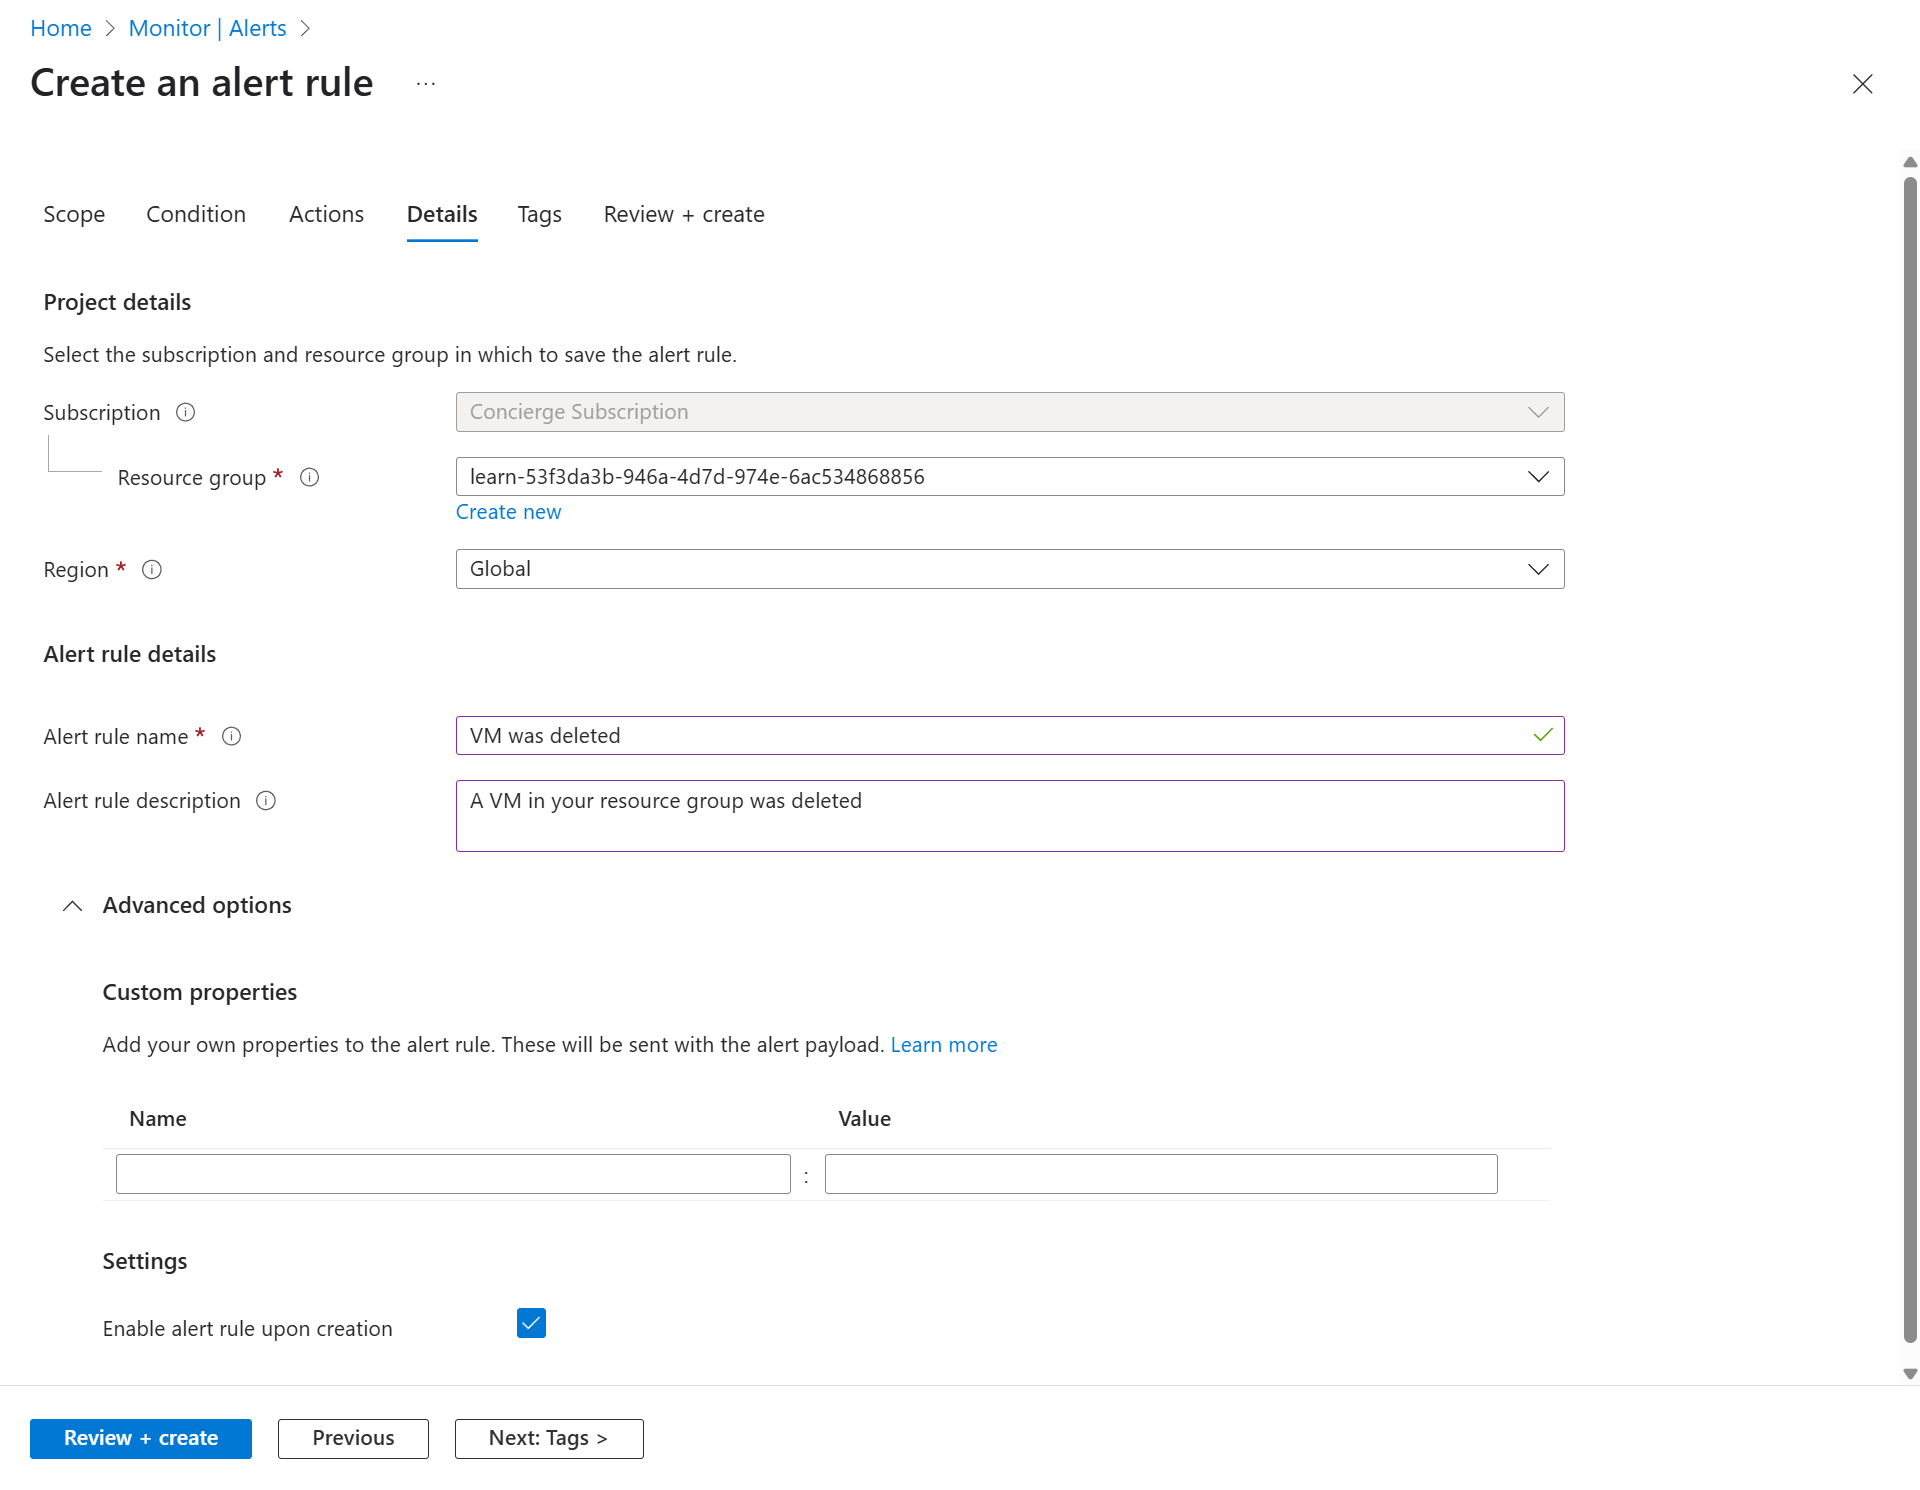 Home > Monitor | Alerts >
Create an alert rule ...
Scope Condition Actions Details Tags Review + create
Project details
Select the subscription and resource group in which to save the alert rule.
Subscription Concierge Subscription
Resource group * learn-53f3da3b-946a-4d7d-974e-6ac534868856
Create new
Region * Global
Alert rule details
Alert rule name * VM was deleted
Alert rule description A VM in your resource group was deleted
Advanced options
Custom properties
Add your own properties to the alert rule. These will be sent with the alert payload. Learn more
Name Value
:
Settings
Enable alert rule upon creation
Review + create Previous Next: Tags >